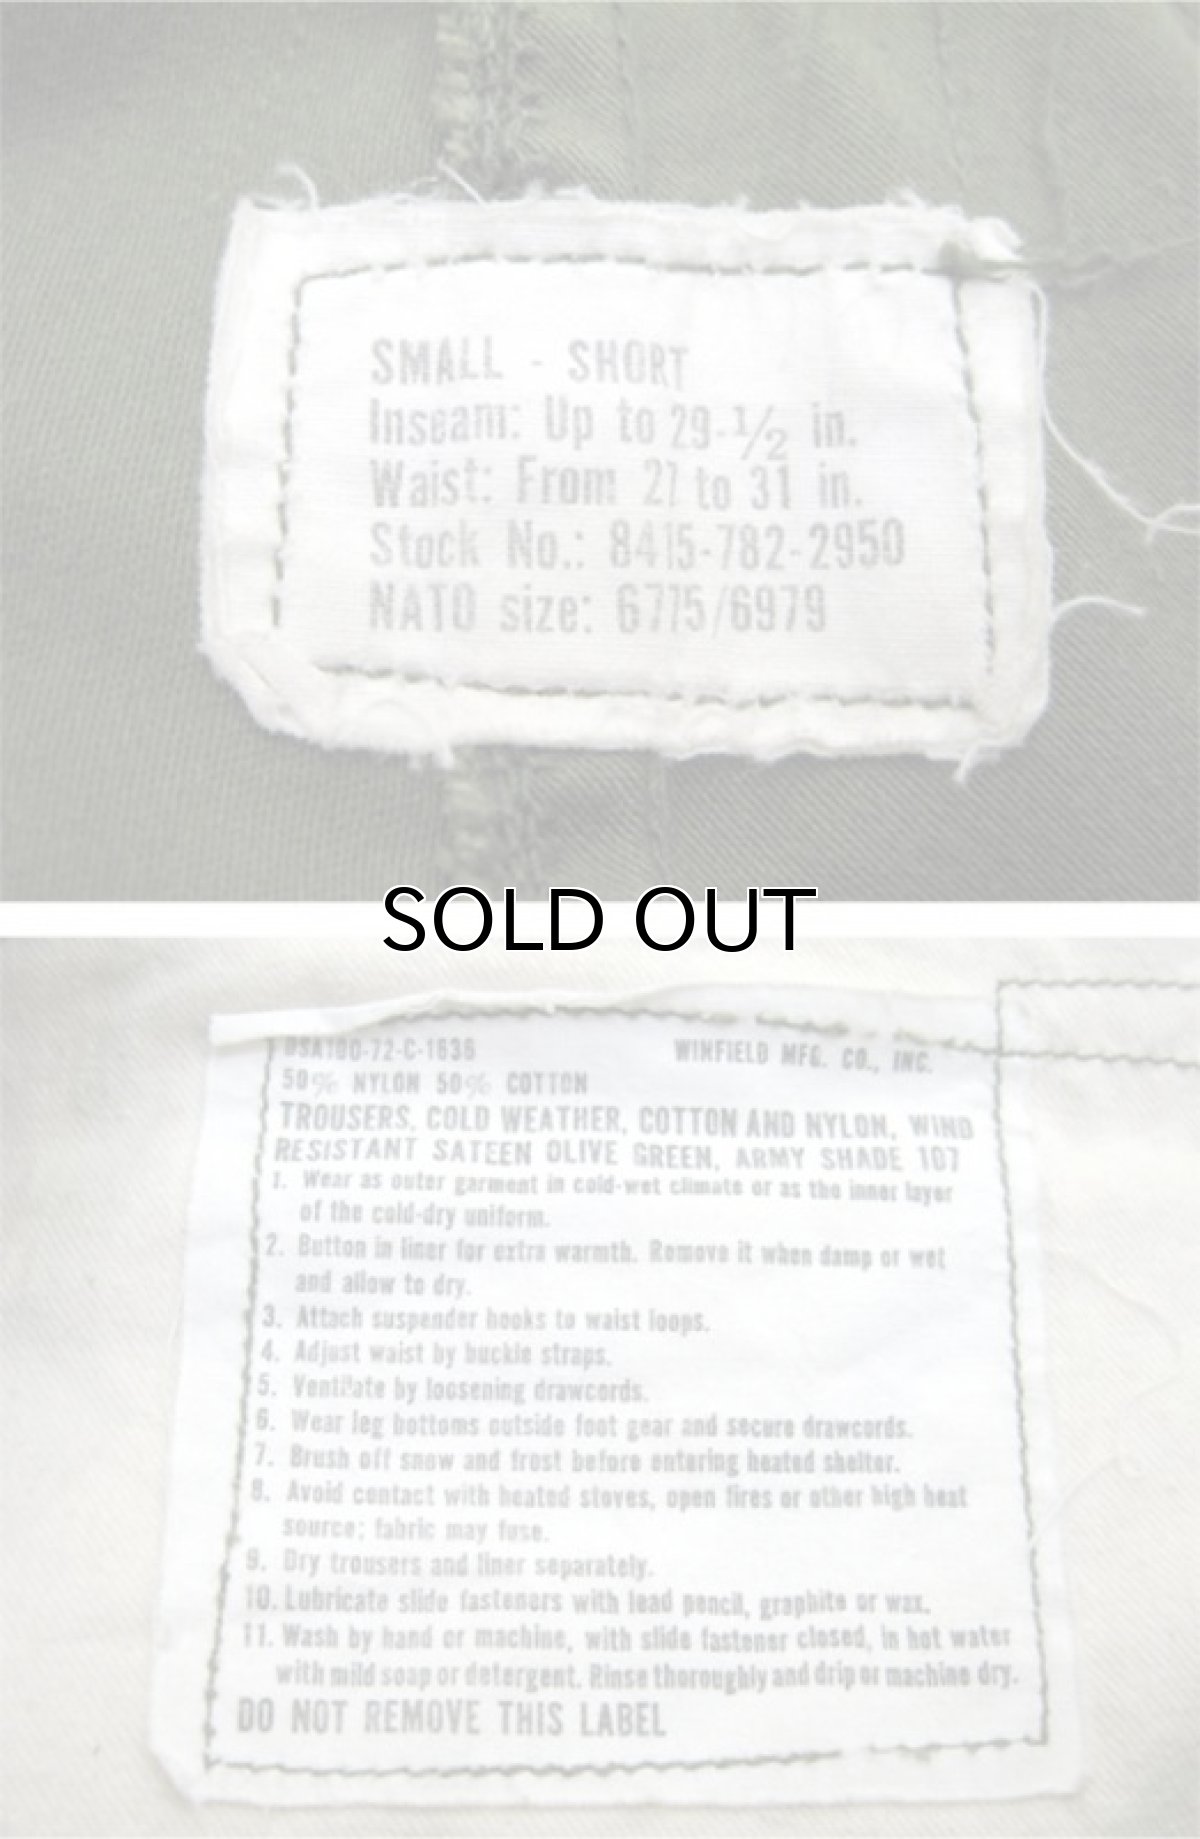 SMALL - SHORT
Inseam: Up to 29-½ in.
Waist: From 27 to 31 in.
Stock No.: 8415-782-2950
NATO size: 6775/6979
SOLD OUT
DSA100-72-C-1636 WINFIELD MFG. CO., INC.
50% NYLON 50% COTTON
TROUSERS, COLD WEATHER, COTTON AND NYLON, WIND
RESISTANT SATEEN OLIVE GREEN, ARMY SHADE 107
1. Wear as outer garment in cold-wet climate or as the inner layer
of the cold-dry uniform.
2. Button in liner for extra warmth. Remove it when damp or wet
and allow to dry.
3. Attach suspender hooks to waist loops.
4. Adjust waist by buckle straps.
5. Ventilate by loosening drawcords.
6. Wear leg bottoms outside foot gear and secure drawcords.
7. Brush off snow and frost before entering heated shelter.
8. Avoid contact with heated stoves, open fires or other high heat
source; fabric may fuse.
9. Dry trousers and liner separately.
10. Lubricate slide fasteners with lead pencil, graphite or wax.
11. Wash by hand or machine, with slide fastener closed, in hot water
with mild soap or detergent. Rinse thoroughly and drip or machine dry.
DO NOT REMOVE THIS LABEL